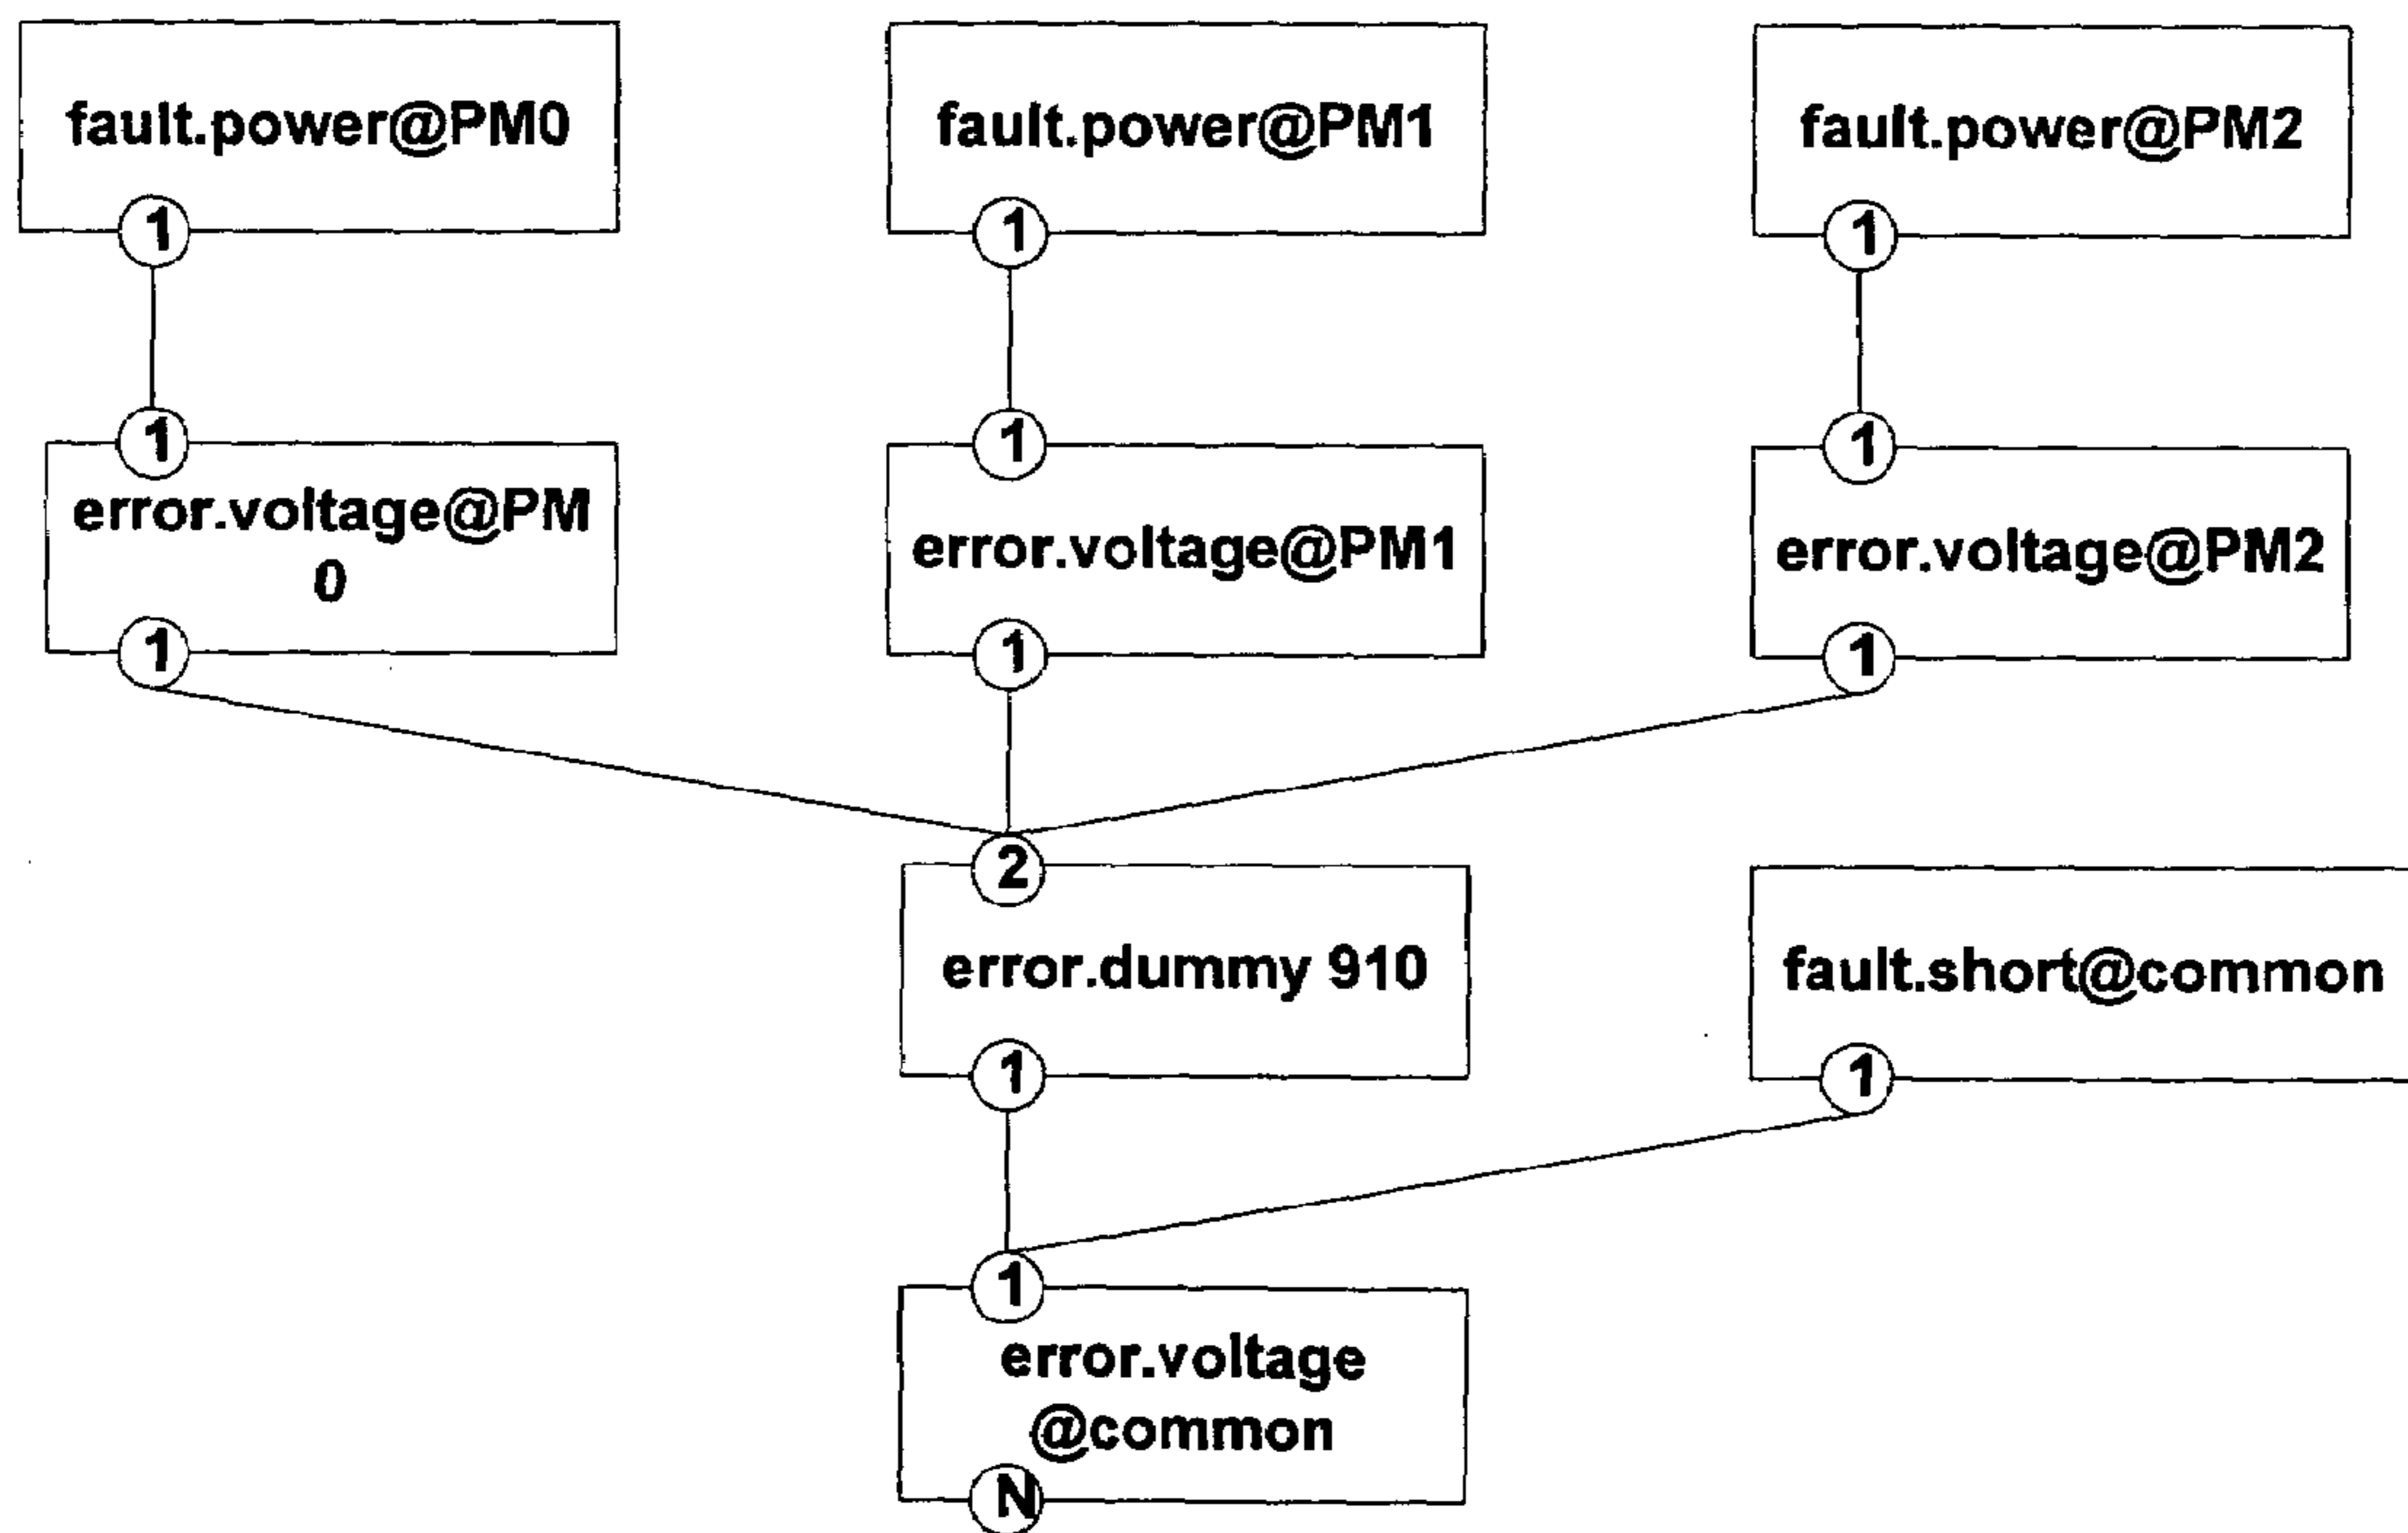 fault.power@PM0
fault.power@PM1
fault.power@PM2
1
1
1
1
1
1
error.voltage@PM
0
error.voltage@PM1
error.voltage@PM2
1
1
1
2
error.dummy 910
fault.short@common
1
1
1
error.voltage
@common
N